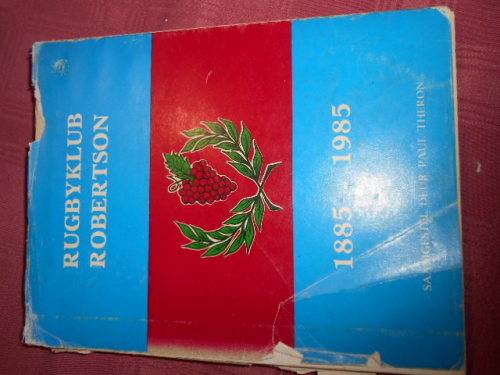 RUGBYKLUB
ROBERTSON
1885 - 1985
SAAMGESTEL DEUR PAUL THERON